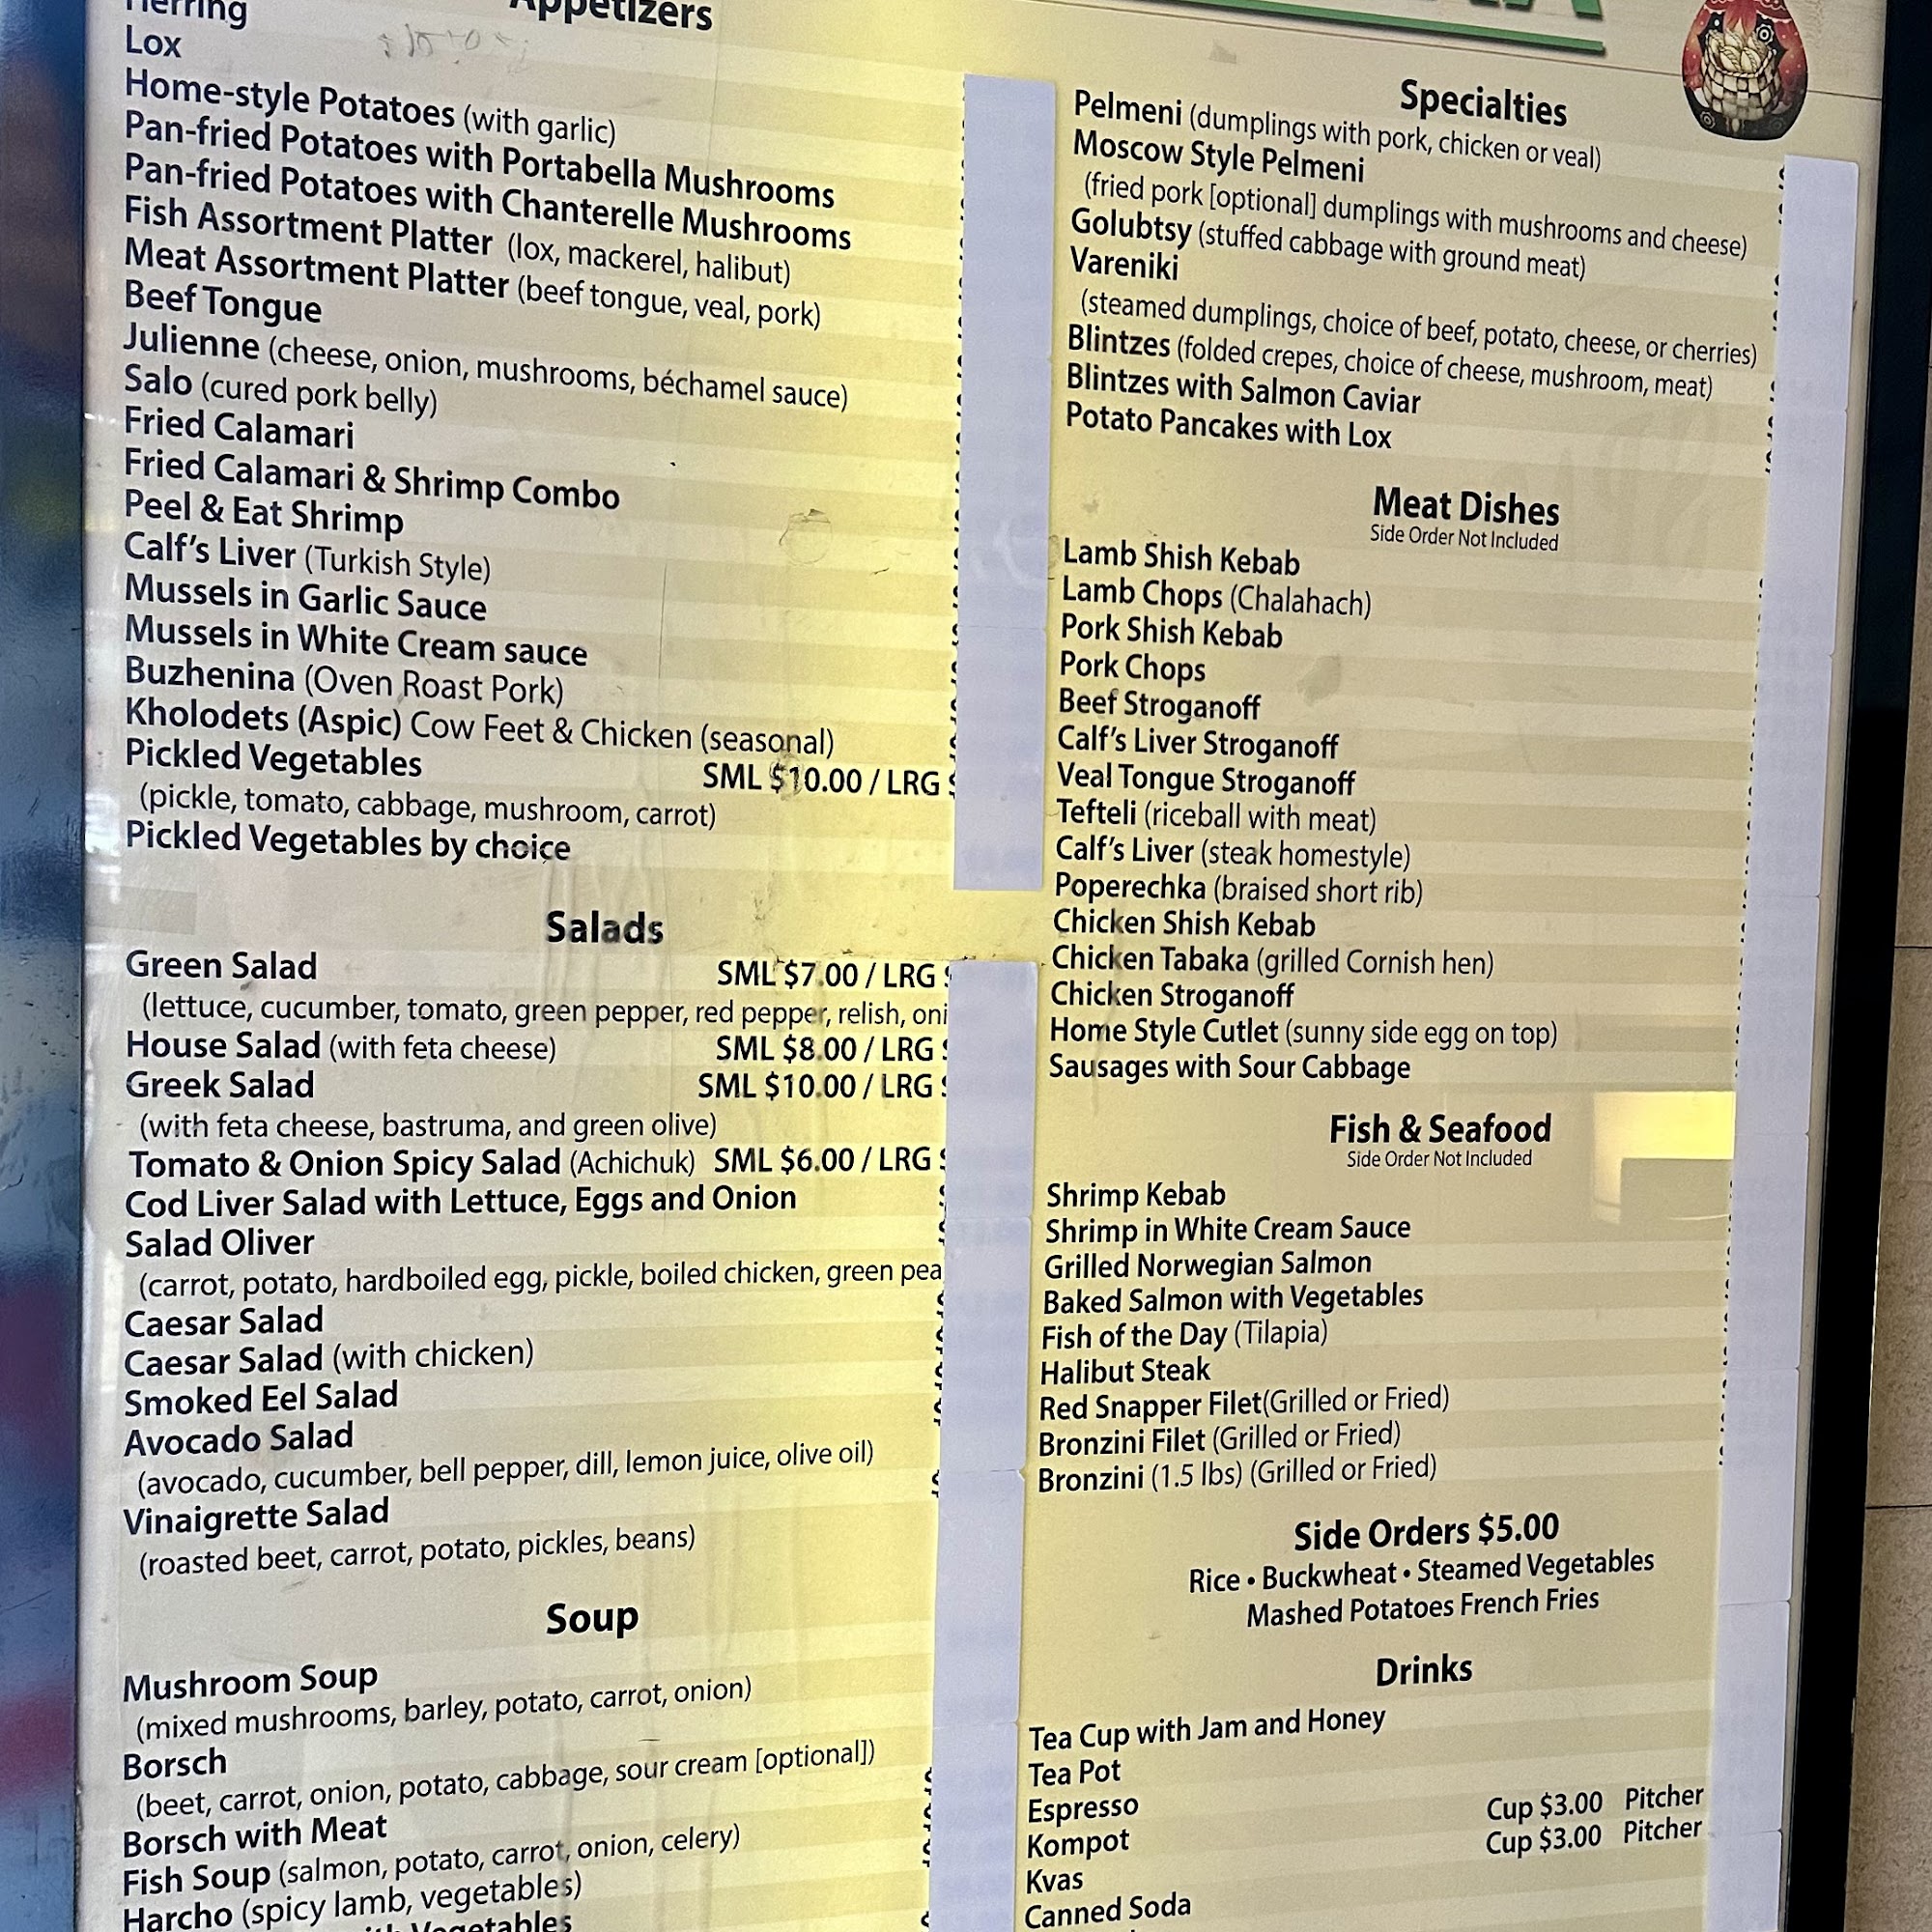 Appetizers
Herring
Lox
Home-style Potatoes (with garlic)
Pan-fried Potatoes with Portabella Mushrooms
Pan-fried Potatoes with Chanterelle Mushrooms
Fish Assortment Platter (lox, mackerel, halibut)
Meat Assortment Platter (beef tongue, veal, pork)
Beef Tongue
Julienne (cheese, onion, mushrooms, béchamel sauce)
Salo (cured pork belly)
Fried Calamari
Fried Calamari & Shrimp Combo
Peel & Eat Shrimp
Calf's Liver (Turkish Style)
Mussels in Garlic Sauce
Mussels in White Cream sauce
Buzhenina (Oven Roast Pork)
Kholodets (Aspic) Cow Feet & Chicken (seasonal)
Pickled Vegetables SML $10.00 / LRG
(pickle, tomato, cabbage, mushroom, carrot)
Pickled Vegetables by choice
Salads
Green Salad SML $7.00 / LRG
(lettuce, cucumber, tomato, green pepper, red pepper, relish, oni
House Salad (with feta cheese) SML $8.00 / LRG
Greek Salad SML $10.00 / LRG
(with feta cheese, bastruma, and green olive)
Tomato & Onion Spicy Salad (Achichuk) SML $6.00 / LRG
Cod Liver Salad with Lettuce, Eggs and Onion
Salad Oliver
(carrot, potato, hardboiled egg, pickle, boiled chicken, green pea
Caesar Salad
Caesar Salad (with chicken)
Smoked Eel Salad
Avocado Salad
(avocado, cucumber, bell pepper, dill, lemon juice, olive oil)
Vinaigrette Salad
(roasted beet, carrot, potato, pickles, beans)
Soup
Mushroom Soup
(mixed mushrooms, barley, potato, carrot, onion)
Borsch
(beet, carrot, onion, potato, cabbage, sour cream [optional])
Borsch with Meat
Fish Soup (salmon, potato, carrot, onion, celery)
Harcho (spicy lamb, vegetables)
with Vegetables
Specialties
Pelmeni (dumplings with pork, chicken or veal)
Moscow Style Pelmeni
(fried pork [optional] dumplings with mushrooms and cheese)
Golubtsy (stuffed cabbage with ground meat)
Vareniki
(steamed dumplings, choice of beef, potato, cheese, or cherries)
Blintzes (folded crepes, choice of cheese, mushroom, meat)
Blintzes with Salmon Caviar
Potato Pancakes with Lox
Meat Dishes
Side Order Not Included
Lamb Shish Kebab
Lamb Chops (Chalahach)
Pork Shish Kebab
Pork Chops
Beef Stroganoff
Calf's Liver Stroganoff
Veal Tongue Stroganoff
Tefteli (riceball with meat)
Calf's Liver (steak homestyle)
Poperechka (braised short rib)
Chicken Shish Kebab
Chicken Tabaka (grilled Cornish hen)
Chicken Stroganoff
Home Style Cutlet (sunny side egg on top)
Sausages with Sour Cabbage
Fish & Seafood
Side Order Not Included
Shrimp Kebab
Shrimp in White Cream Sauce
Grilled Norwegian Salmon
Baked Salmon with Vegetables
Fish of the Day (Tilapia)
Halibut Steak
Red Snapper Filet(Grilled or Fried)
Bronzini Filet (Grilled or Fried)
Bronzini (1.5 lbs) (Grilled or Fried)
Side Orders $5.00
Rice • Buckwheat • Steamed Vegetables
Mashed Potatoes French Fries
Drinks
Tea Cup with Jam and Honey
Tea Pot
Espresso
Kompot Cup $3.00 Pitcher
Kvas Cup $3.00 Pitcher
Canned Soda